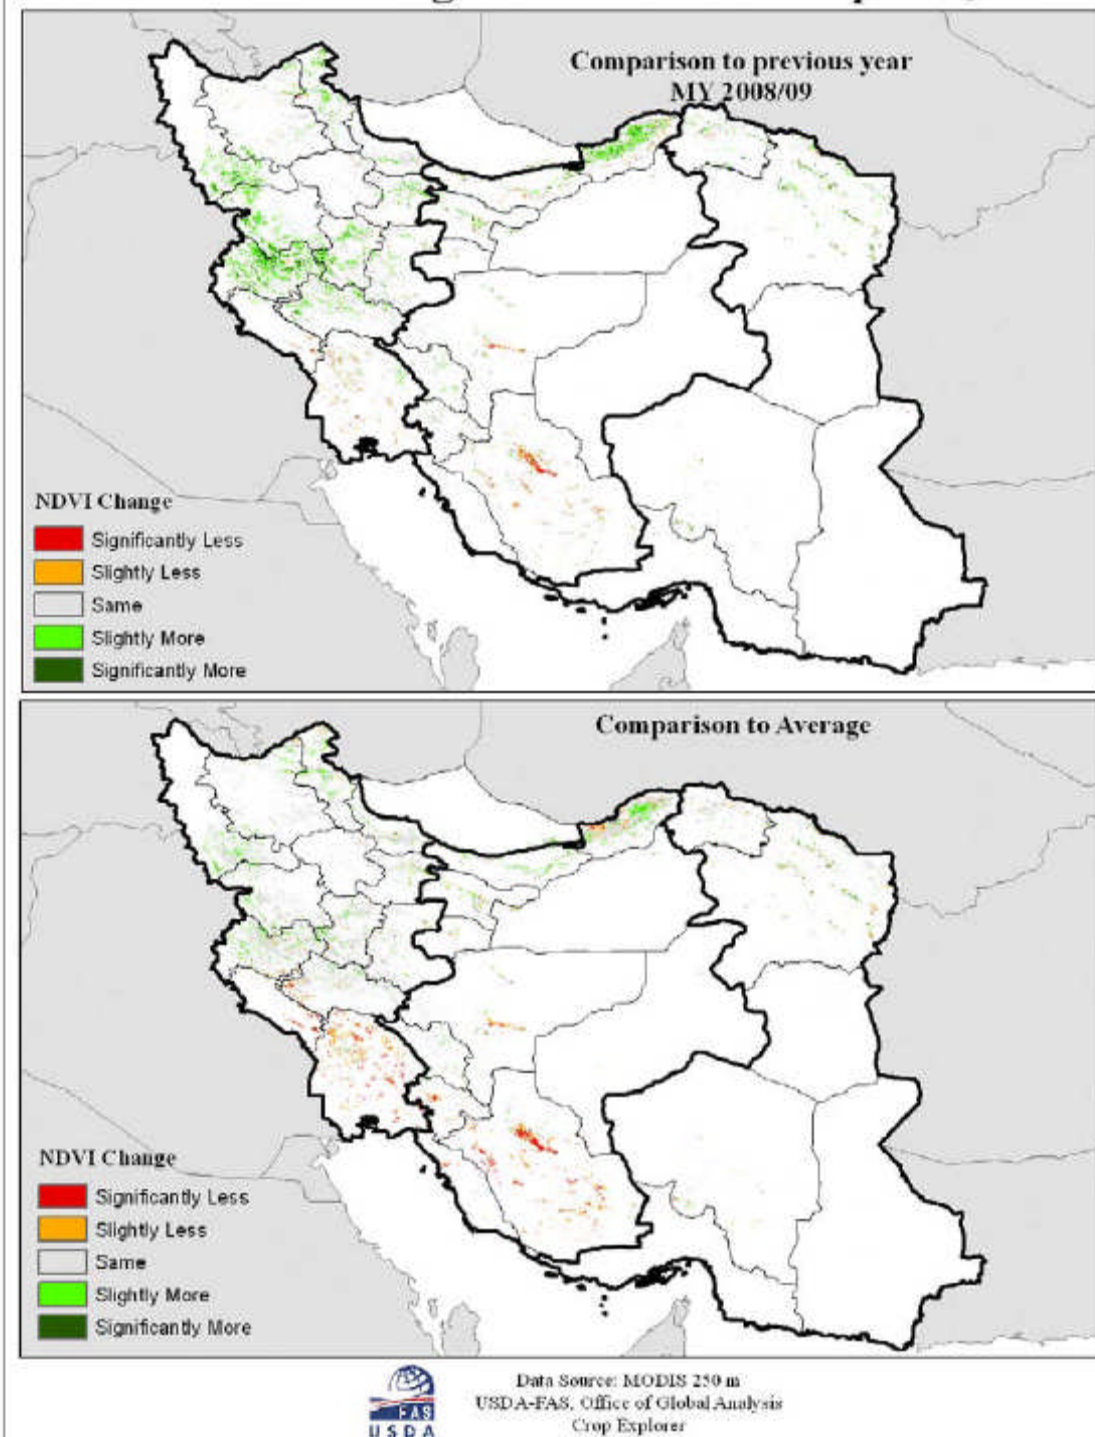 Comparison to previous year
MY 2008/09
NDVI Change
Significantly Less
Slightly Less
Same
Slightly More
Significantly More
Comparison to Average
NDVI Change
Significantly Less
Slightly Less
Same
Slightly More
Significantly More
FAS
USDA
Data Source: MODIS 250 m
USDA-FAS, Office of Global Analysis
Crop Explorer